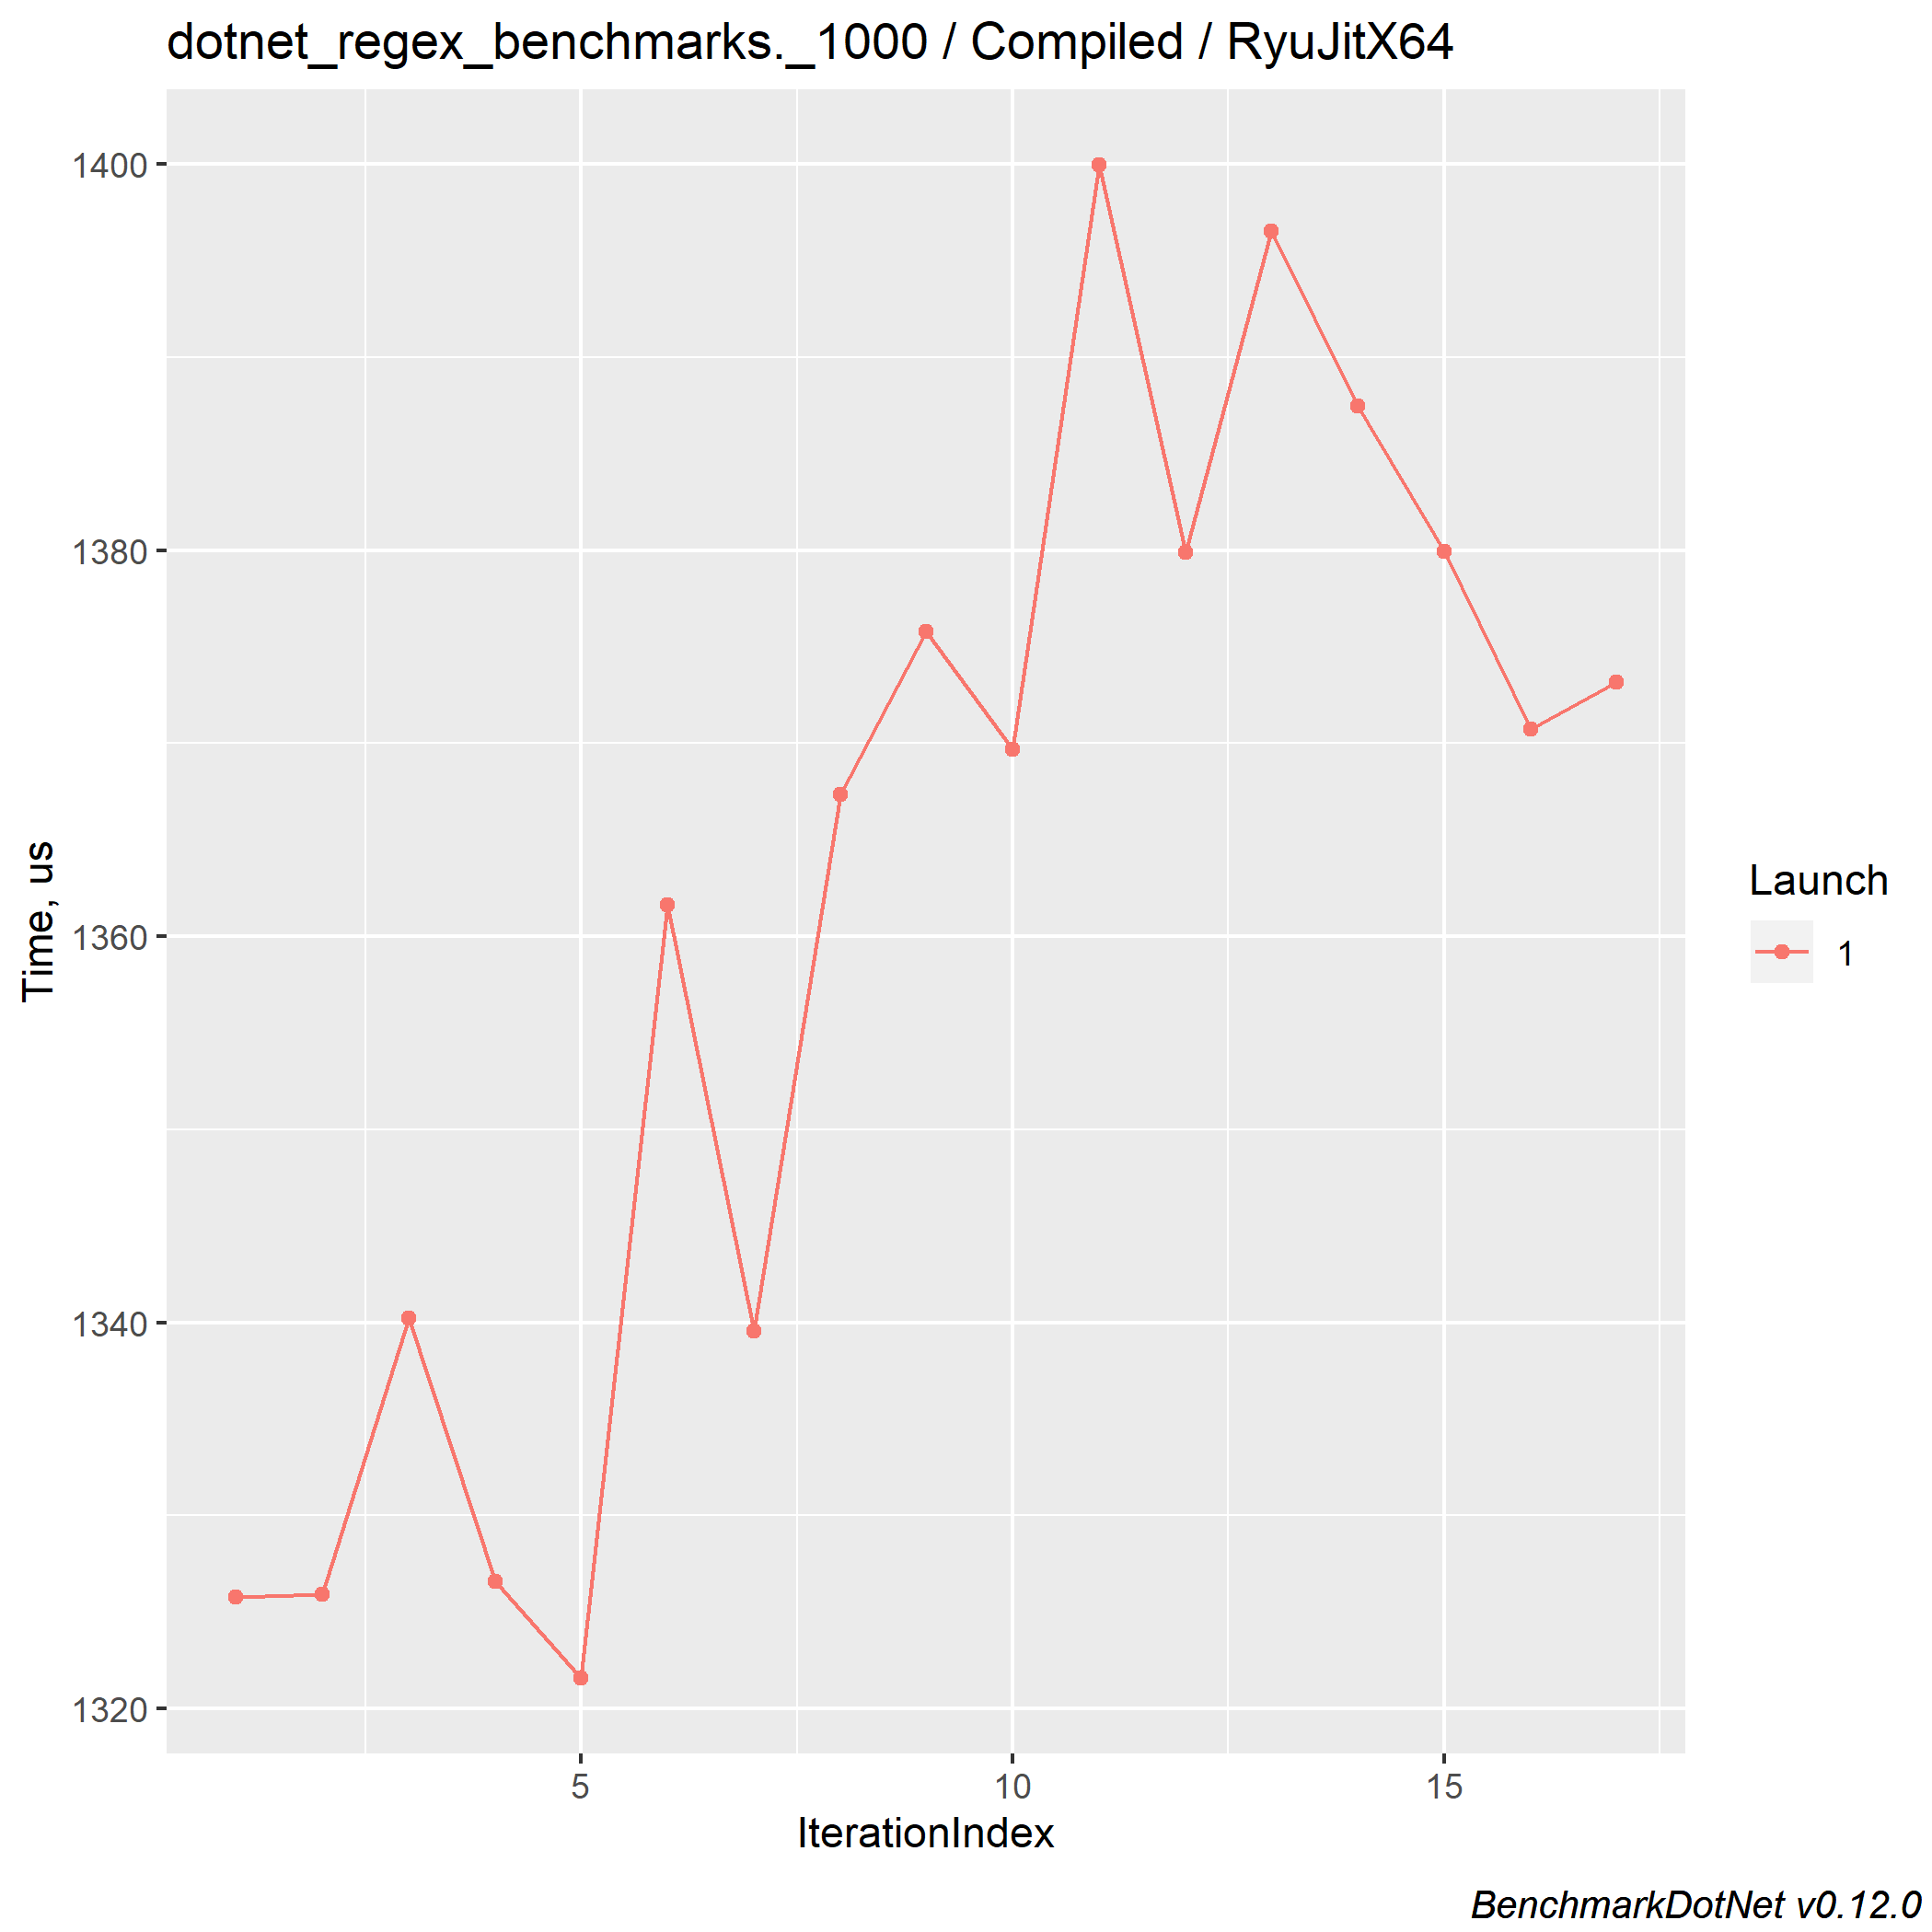 dotnet_regex_benchmarks._1000 / Compiled / RyuJitX64
1400
1380
1360
1340
1320
Time, us
5 10 15
IterationIndex
Launch
1
BenchmarkDotNet v0.12.0